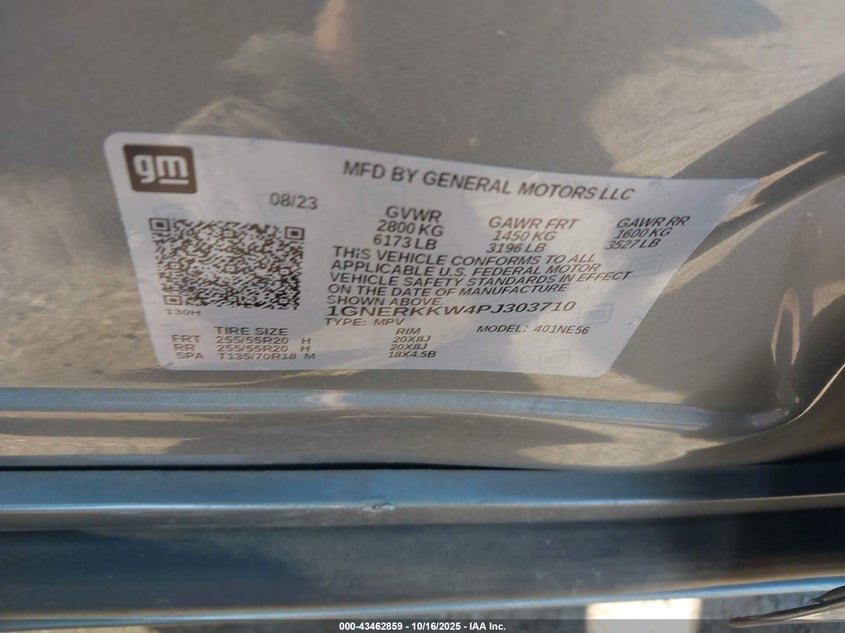 gm
MFD BY GENERAL MOTORS LLC
08/23
GVWR GAWR FRT GAWR RR
2800 KG 1450 KG 1600 KG
6173 LB 3196 LB 3527 LB
THIS VEHICLE CONFORMS TO ALL
APPLICABLE U.S. FEDERAL MOTOR
VEHICLE SAFETY STANDARDS IN EFFECT
ON THE DATE OF MANUFACTURE
SHOWN ABOVE.
130H
1GNERKKW4PJ303710
TYPE: MPV MODEL: 401NE56
TIRE SIZE RIM
FRT 255/55R20 H 20X8J
RR 255/55R20 H 20X8J
SPA T135/70R18 M 18X4.5B
000-43462859 - 10/16/2025 - IAA Inc.